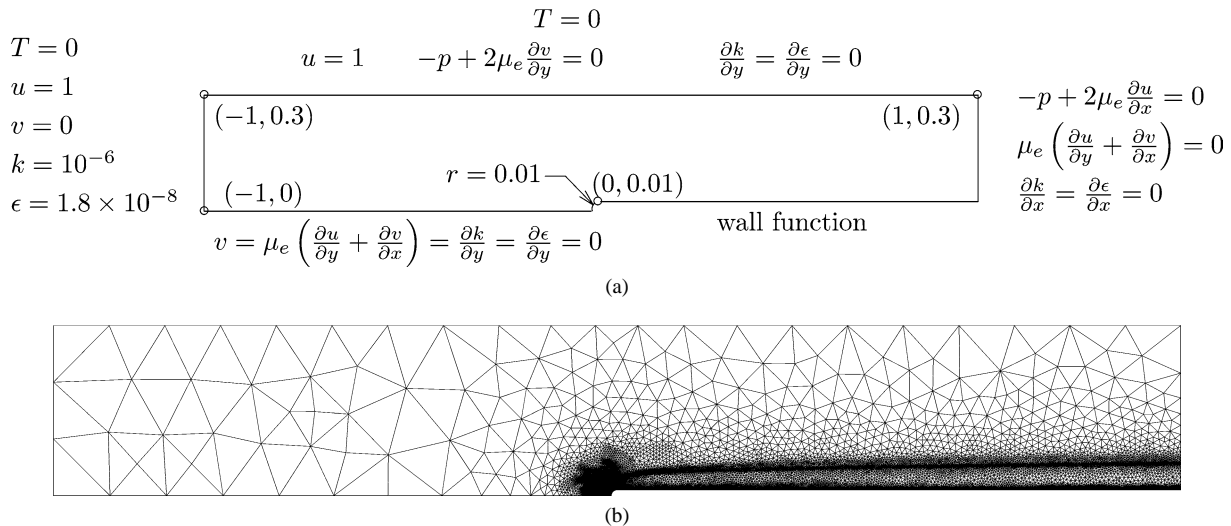 T = 0
T = 0
u = 1
−p + 2μ_e ∂v/∂y = 0
∂k/∂y = ∂ϵ/∂y = 0
u = 1
v = 0
k = 10^−6
ϵ = 1.8 × 10^−8
(−1, 0.3)
(1, 0.3)
−p + 2μ_e ∂u/∂x = 0
μ_e (∂u/∂y + ∂v/∂x) = 0
∂k/∂x = ∂ϵ/∂x = 0
(−1, 0)
r = 0.01
(0, 0.01)
wall function
v = μ_e (∂u/∂y + ∂v/∂x) = ∂k/∂y = ∂ϵ/∂y = 0
(a)
(b)